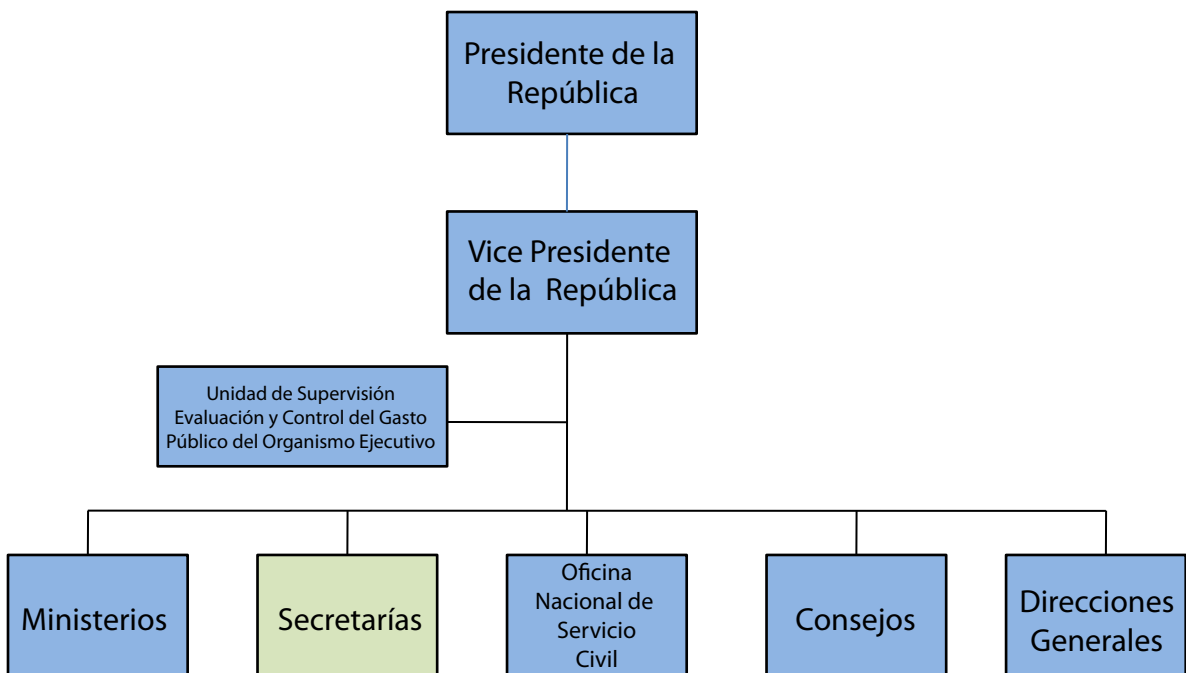 Presidente de la
República
Vice Presidente
de la República
Unidad de Supervisión
Evaluación y Control del Gasto
Público del Organismo Ejecutivo
Ministerios
Secretarías
Oficina
Nacional de
Servicio
Civil
Consejos
Direcciones
Generales